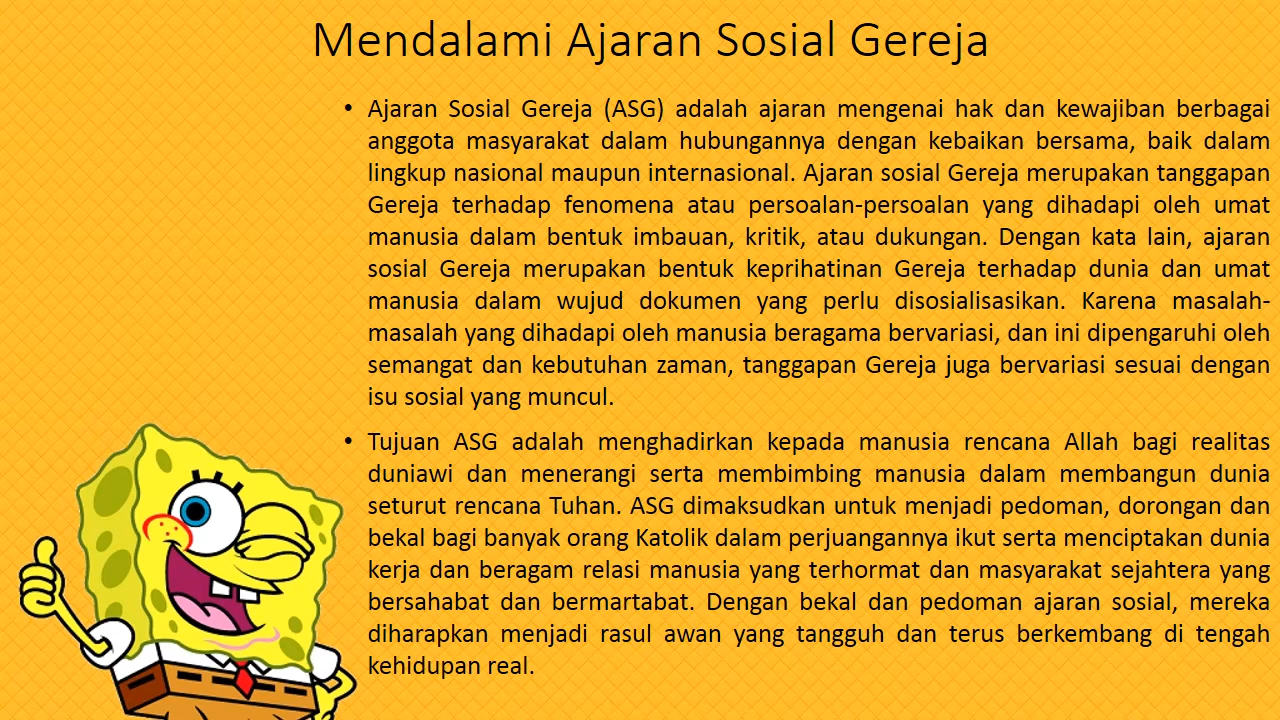 Mendalami Ajaran Sosial Gereja
• Ajaran Sosial Gereja (ASG) adalah ajaran mengenai hak dan kewajiban berbagai
anggota masyarakat dalam hubungannya dengan kebaikan bersama, baik dalam
lingkup nasional maupun internasional. Ajaran sosial Gereja merupakan tanggapan
Gereja terhadap fenomena atau persoalan-persoalan yang dihadapi oleh umat
manusia dalam bentuk imbauan, kritik, atau dukungan. Dengan kata lain, ajaran
sosial Gereja merupakan bentuk keprihatinan Gereja terhadap dunia dan umat
manusia dalam wujud dokumen yang perlu disosialisasikan. Karena masalah-
masalah yang dihadapi oleh manusia beragama bervariasi, dan ini dipengaruhi oleh
semangat dan kebutuhan zaman, tanggapan Gereja juga bervariasi sesuai dengan
isu sosial yang muncul.
• Tujuan ASG adalah menghadirkan kepada manusia rencana Allah bagi realitas
duniawi dan menerangi serta membimbing manusia dalam membangun dunia
seturut rencana Tuhan. ASG dimaksudkan untuk menjadi pedoman, dorongan dan
bekal bagi banyak orang Katolik dalam perjuangannya ikut serta menciptakan dunia
kerja dan beragam relasi manusia yang terhormat dan masyarakat sejahtera yang
bersahabat dan bermartabat. Dengan bekal dan pedoman ajaran sosial, mereka
diharapkan menjadi rasul awan yang tangguh dan terus berkembang di tengah
kehidupan real.